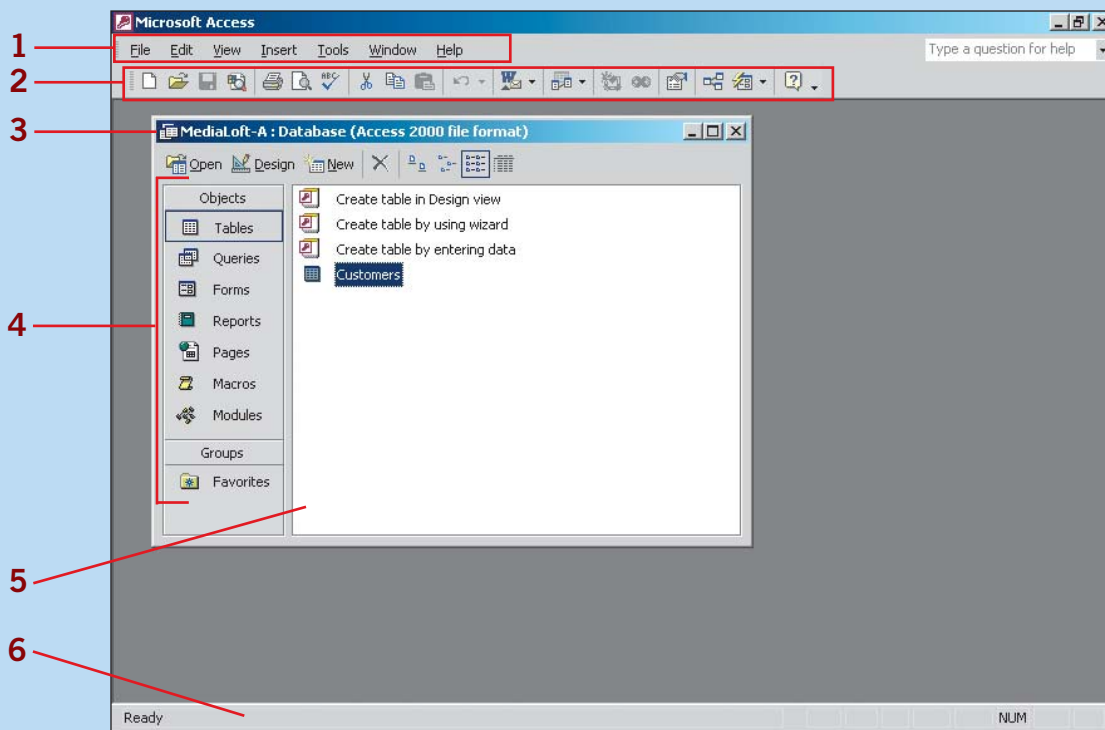 Microsoft Access
1
File Edit View Insert Tools Window Help
Type a question for help
2
ABC
W
?
3
MediaLoft-A : Database (Access 2000 file format)
Open Design New
Objects
Tables
Queries
Forms
Reports
Pages
Macros
Modules
Groups
Favorites
Create table in Design view
Create table by using wizard
Create table by entering data
Customers
4
5
6
Ready
NUM